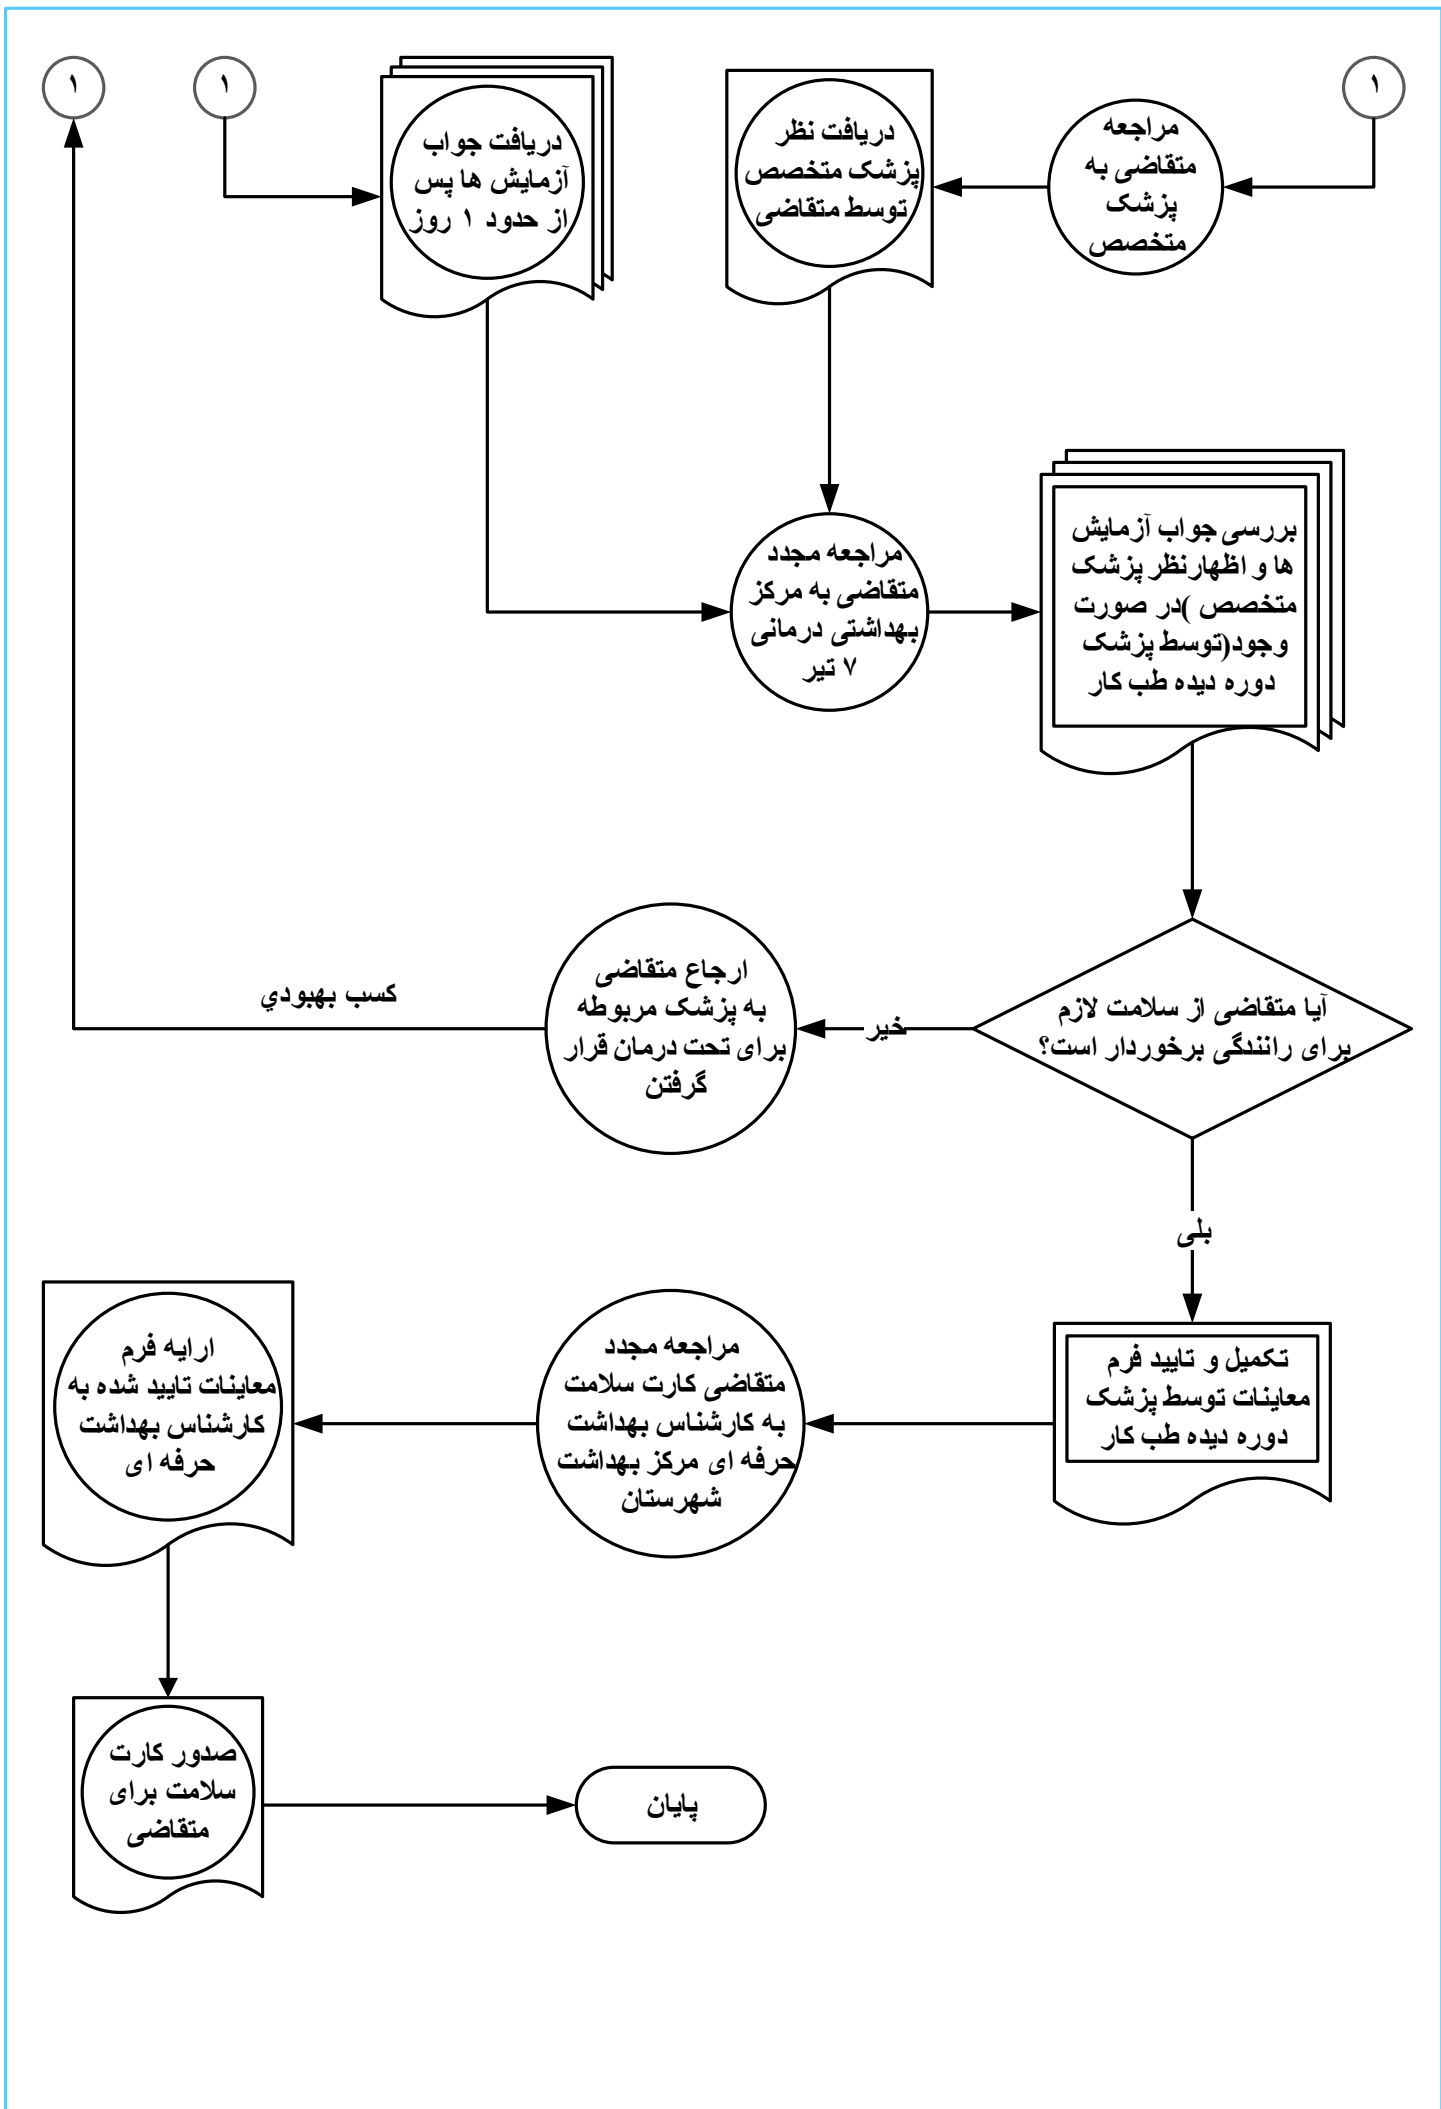 ۱
مراجعه
متقاضی به
پزشک
متخصص
دریافت نظر
پزشک متخصص
توسط متقاضی
دریافت جواب
آزمایش ها پس
از حدود ۱ روز
۱
۱
مراجعه مجدد
متقاضی به مرکز
بهداشتی درمانی
۷ تیر
بررسی جواب آزمایش
ها و اظهارنظر پزشک
متخصص )در صورت
وجود(توسط پزشک
دوره دیده طب کار
آیا متقاضی از سلامت لازم
برای رانندگی برخوردار است؟
خیر
ارجاع متقاضی
به پزشک مربوطه
برای تحت درمان قرار
گرفتن
کسب بهبودي
بلی
تکمیل و تایید فرم
معاینات توسط پزشک
دوره دیده طب کار
مراجعه مجدد
متقاضی کارت سلامت
به کارشناس بهداشت
حرفه ای مرکز بهداشت
شهرستان
ارایه فرم
معاینات تایید شده به
کارشناس بهداشت
حرفه ای
صدور کارت
سلامت برای
متقاضی
پایان